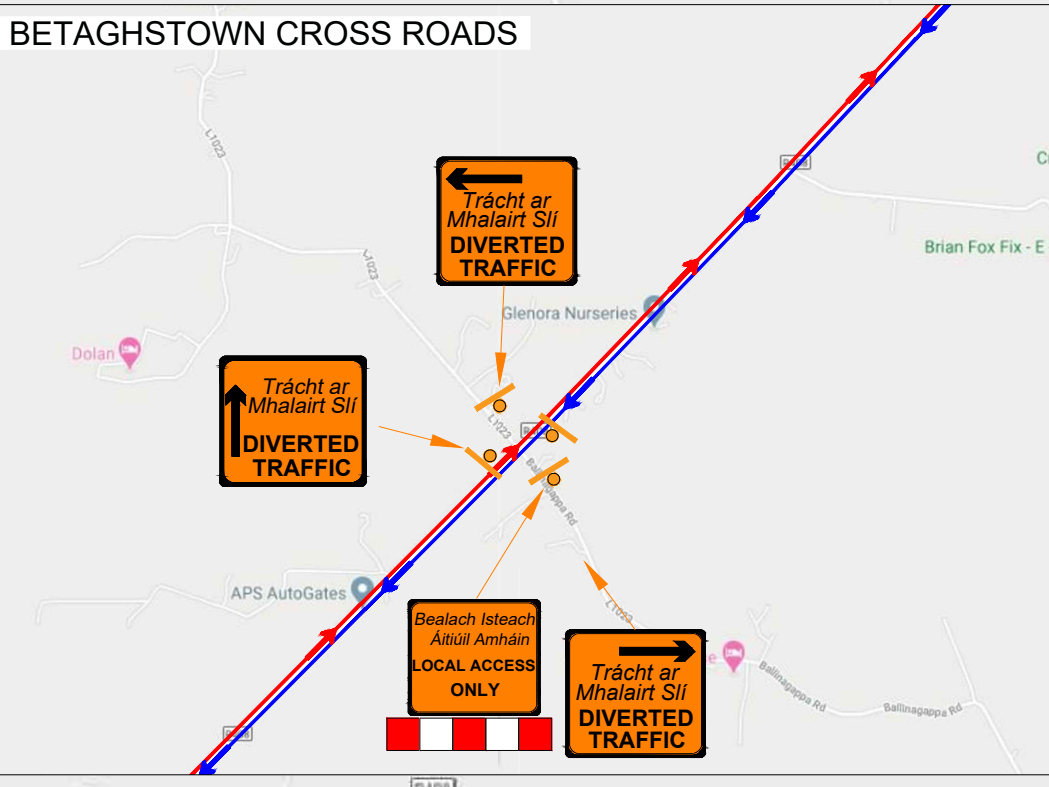 BETAGHSTOWN CROSS ROADS
L1023
Brian Fox Fix - E
L1023
Trácht ar
Mhalairt Slí
DIVERTED
TRAFFIC
Glenora Nurseries
Dolan
Trácht ar
Mhalairt Slí
DIVERTED
TRAFFIC
L1023
Ballinagappa Rd
APS AutoGates
L1023
Bealach Isteach
Áitiúil Amháin
LOCAL ACCESS
ONLY
Trácht ar
Mhalairt Slí
DIVERTED
TRAFFIC
Ballinagappa Rd
Ballinagappa Rd